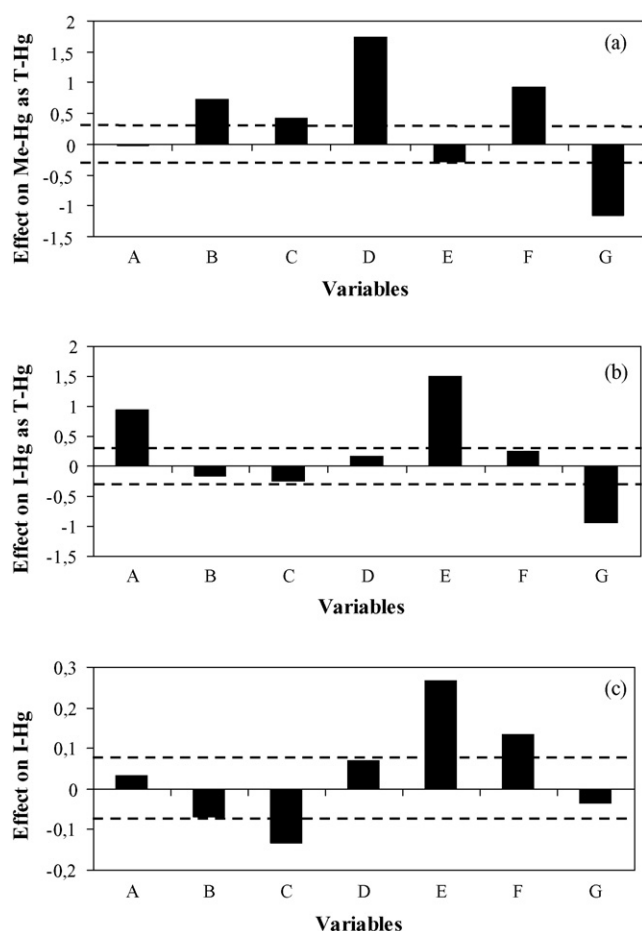 2
(a)
1,5
1
0,5
0
-0,5
-1
-1,5
Effect on Me-Hg as T-Hg
A B C D E F G
Variables
2
(b)
1,5
1
0,5
0
-0,5
-1
-1,5
Effect on I-Hg as T-Hg
A B C D E F G
Variables
0,3
(c)
0,2
0,1
0
-0,1
-0,2
Effect on I-Hg
A B C D E F G
Variables